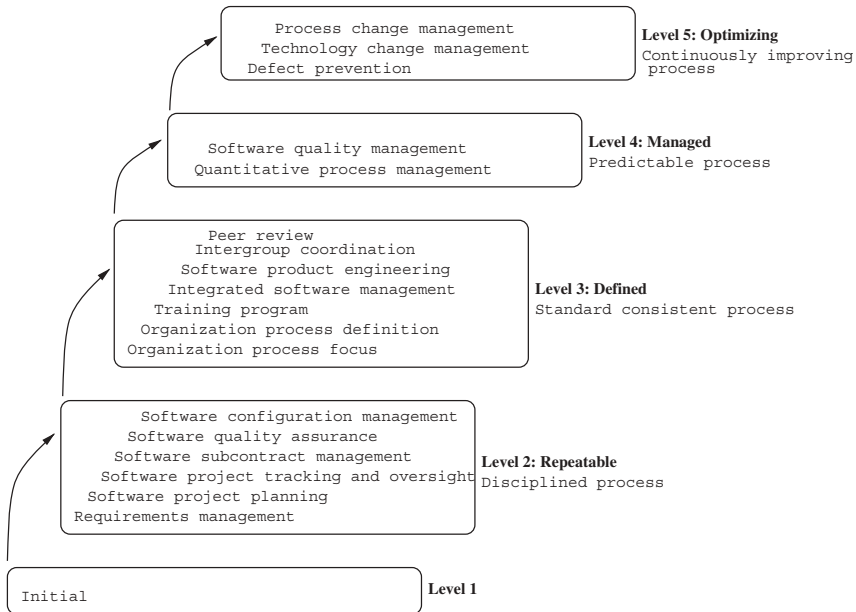 Process change management
Technology change management
Defect prevention
Level 5: Optimizing
Continuously improving
process
Software quality management
Quantitative process management
Level 4: Managed
Predictable process
Peer review
Intergroup coordination
Software product engineering
Integrated software management
Training program
Organization process definition
Organization process focus
Level 3: Defined
Standard consistent process
Software configuration management
Software quality assurance
Software subcontract management
Software project tracking and oversight
Software project planning
Requirements management
Level 2: Repeatable
Disciplined process
Initial
Level 1